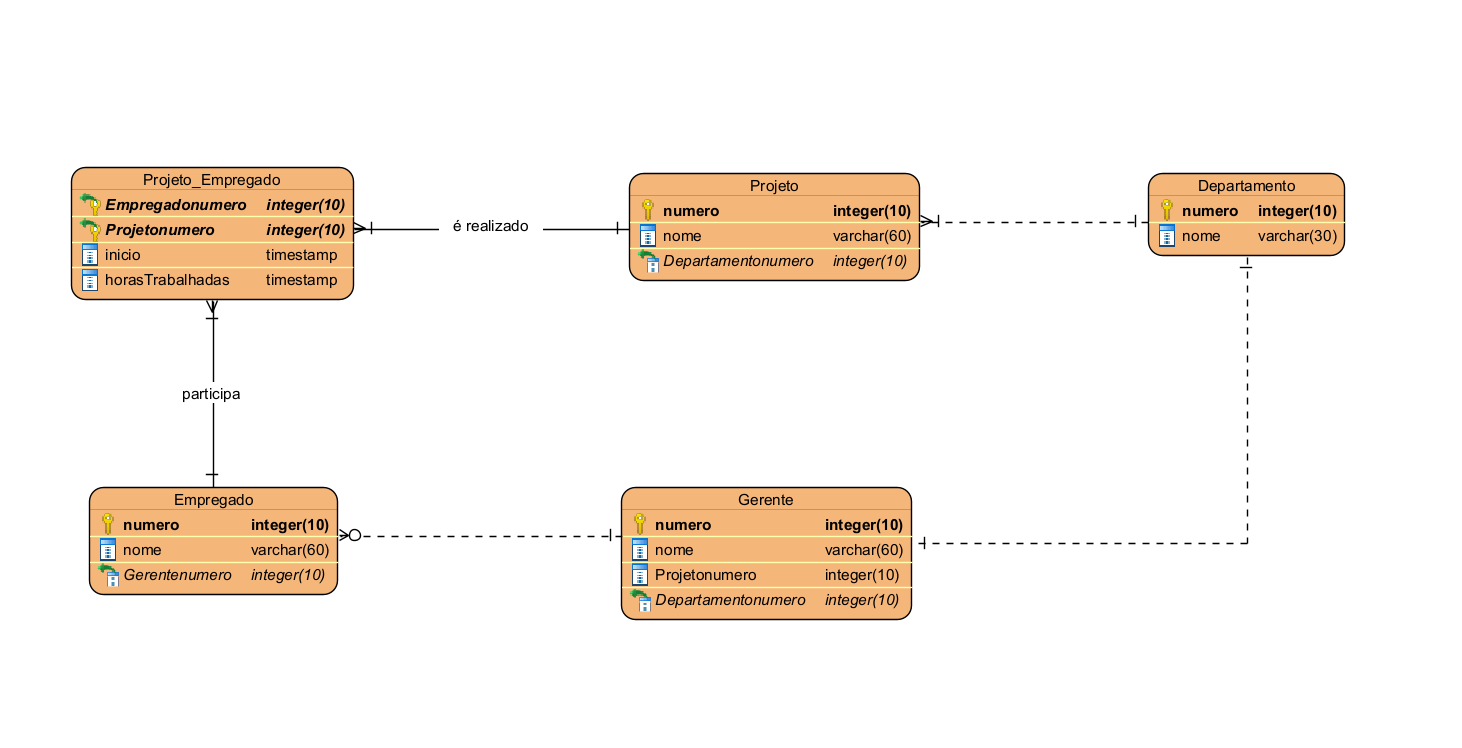 Projeto_Empregado
Empregadonumero integer(10)
Projetonumero integer(10)
inicio timestamp
horasTrabalhadas timestamp
é realizado
Projeto
numero integer(10)
nome varchar(60)
Departamentonumero integer(10)
Departamento
numero integer(10)
nome varchar(30)
participa
Empregado
numero integer(10)
nome varchar(60)
Gerentenumero integer(10)
Gerente
numero integer(10)
nome varchar(60)
Projetonumero integer(10)
Departamentonumero integer(10)